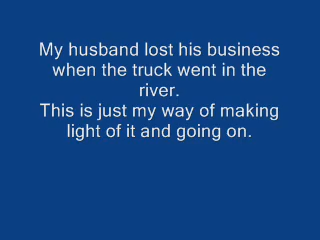 My husband lost his business
when the truck went in the
river.
This is just my way of making
light of it and going on.